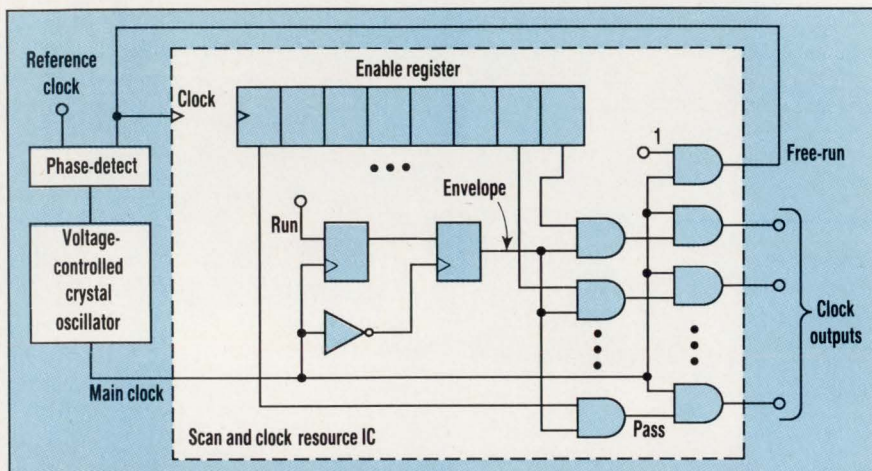 Reference
clock
Clock
Enable register
1
Free-run
Phase-detect
Envelope
Run
Voltage-
controlled
crystal
oscillator
Clock
outputs
Main clock
Pass
Scan and clock resource IC